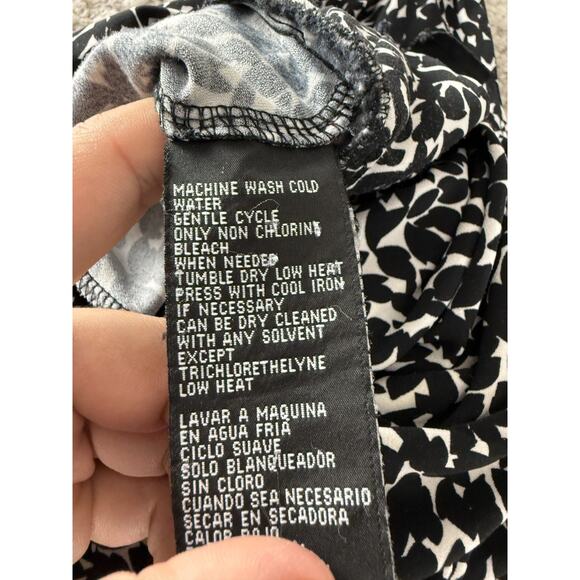 MACHINE WASH COLD
WATER
GENTLE CYCLE
ONLY NON CHLORINE
BLEACH
WHEN NEEDED
TUMBLE DRY LOW HEAT
PRESS WITH COOL IRON
IF NECESSARY
CAN BE DRY CLEANED
WITH ANY SOLVENT
EXCEPT
TRICHLORETHELYNE
LOW HEAT
LAVAR A MAQUINA
EN AGUA FRIA
CICLO SUAVE
SOLO BLANQUEADOR
SIN CLORO
CUANDO SEA NECESARIO
SECAR EN SECADORA
CALOR BAJO